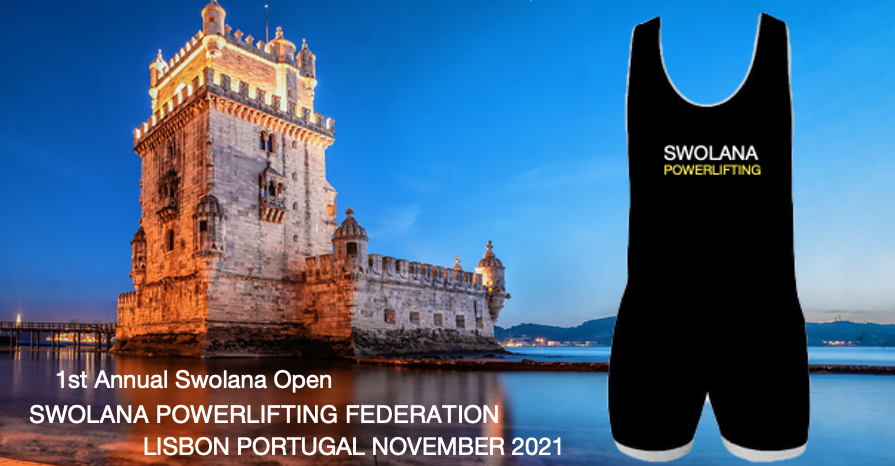 SWOLANA
POWERLIFTING
1st Annual Swolana Open
SWOLANA POWERLIFTING FEDERATION
LISBON PORTUGAL NOVEMBER 2021